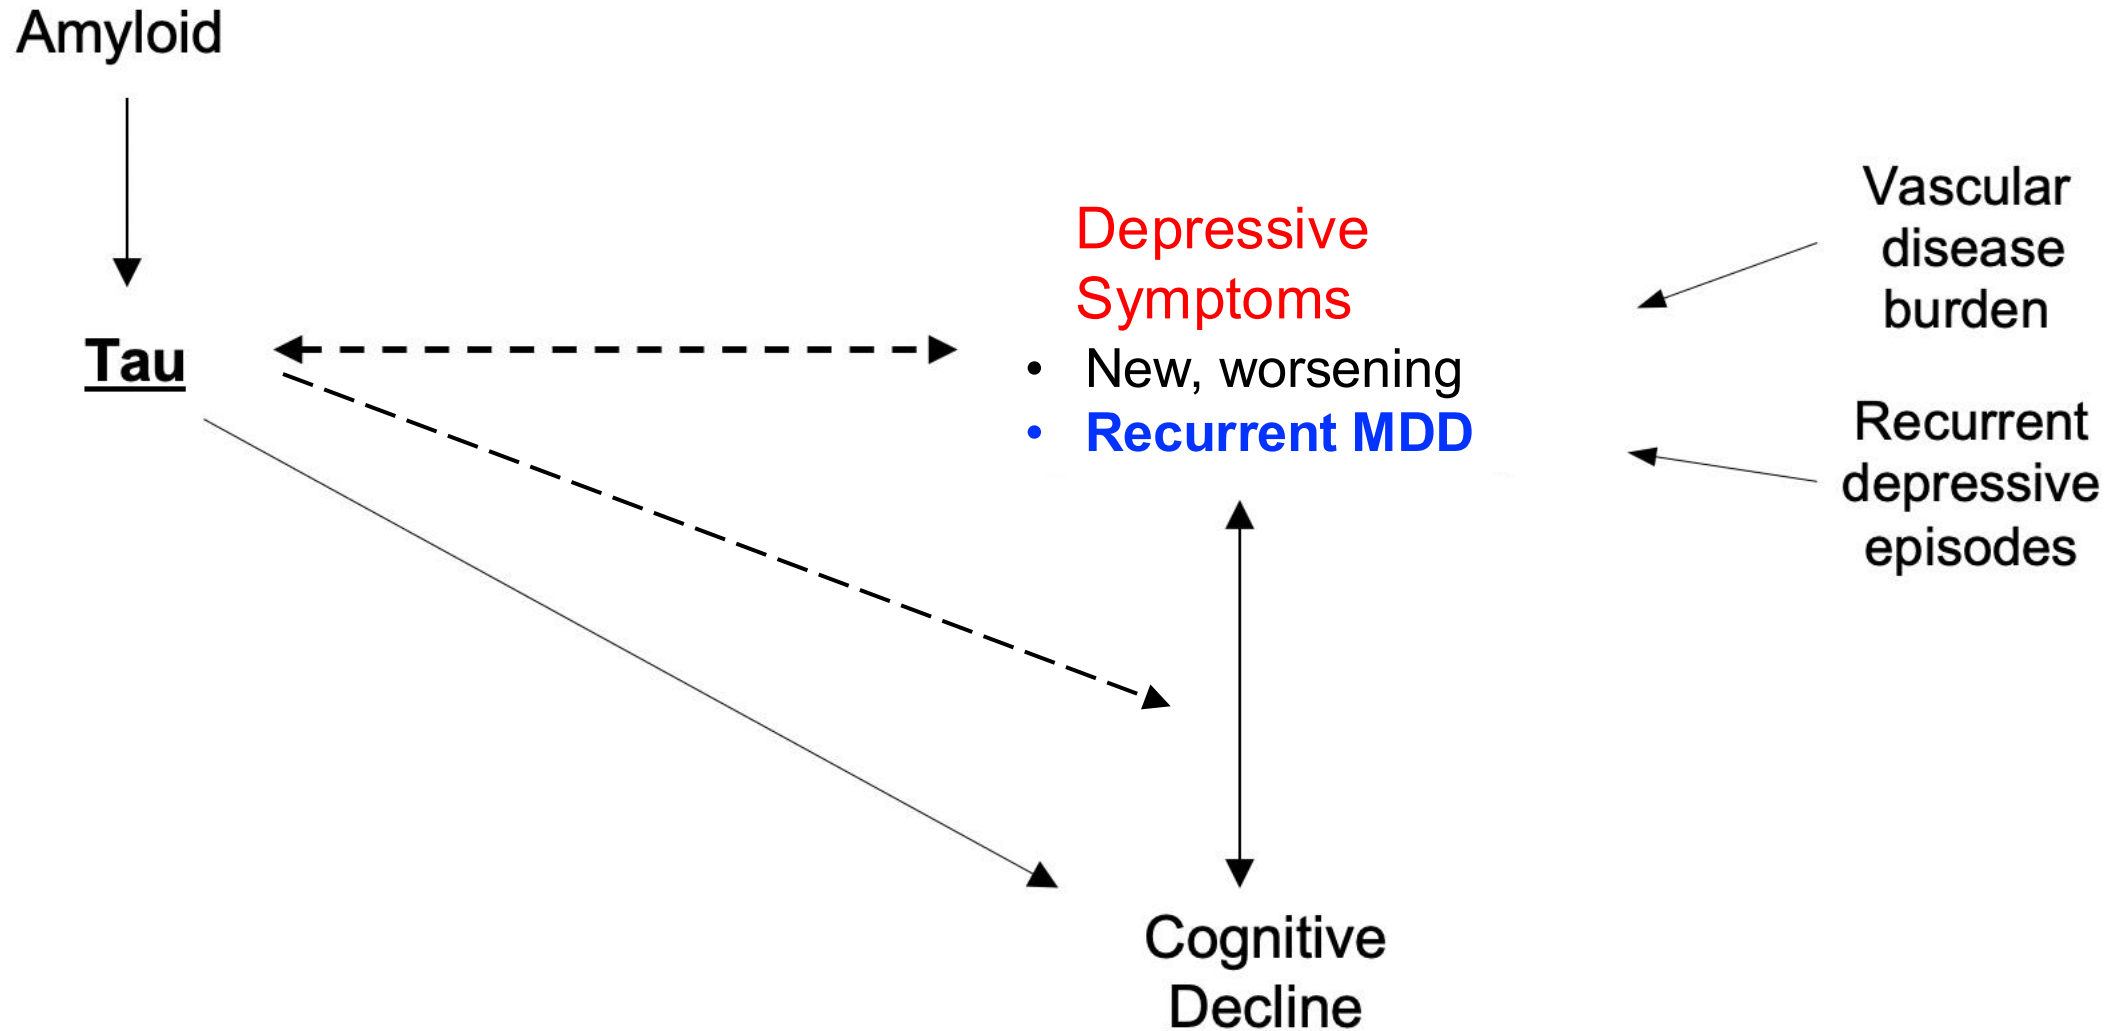 Amyloid
Tau
Depressive
Symptoms
• New, worsening
• Recurrent MDD
Vascular
disease
burden
Recurrent
depressive
episodes
Cognitive
Decline